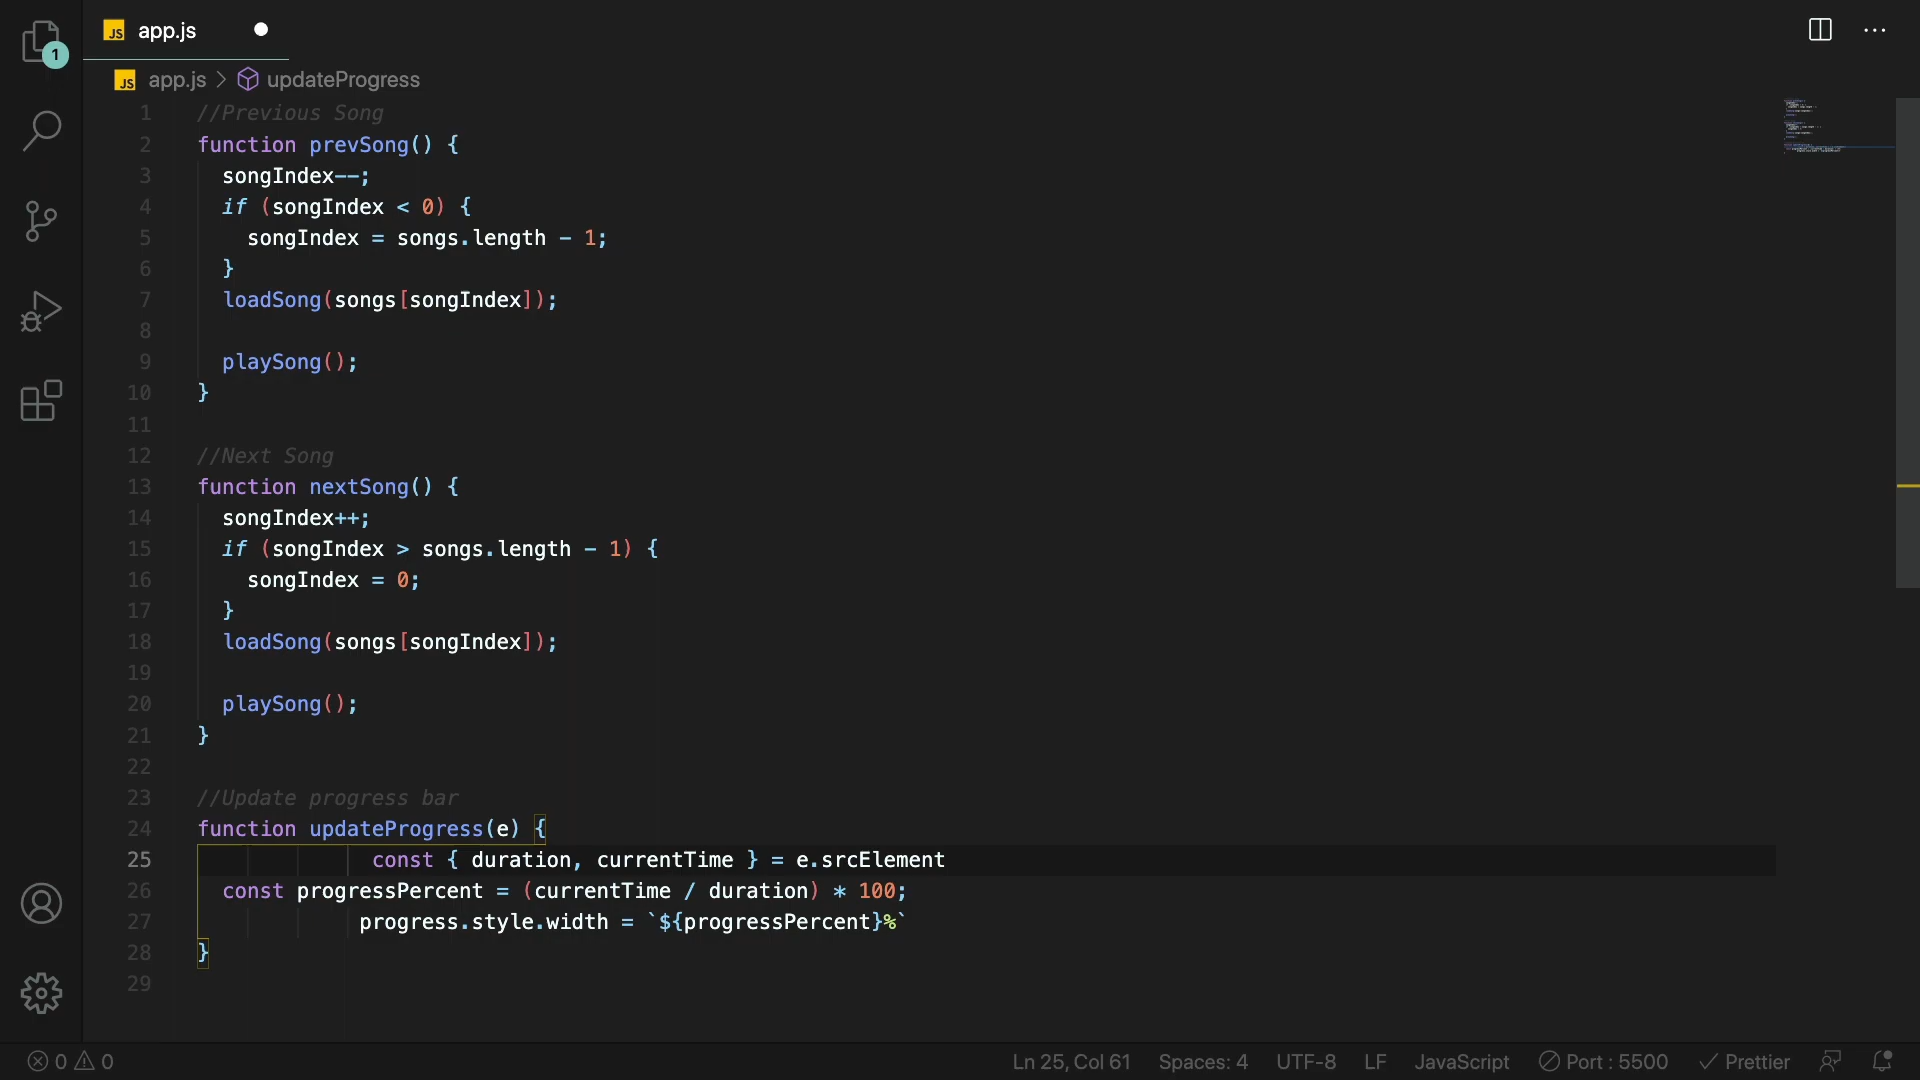 JS app.js
1
JS app.js > updateProgress
1 //Previous Song
2 function prevSong() {
3   songIndex--;
4   if (songIndex < 0) {
5     songIndex = songs.length - 1;
6   }
7   loadSong(songs[songIndex]);
8
9   playSong();
10 }
11
12 //Next Song
13 function nextSong() {
14   songIndex++;
15   if (songIndex > songs.length - 1) {
16     songIndex = 0;
17   }
18   loadSong(songs[songIndex]);
19
20   playSong();
21 }
22
23 //Update progress bar
24 function updateProgress(e) {
25               const { duration, currentTime } = e.srcElement
26   const progressPercent = (currentTime / duration) * 100;
27              progress.style.width = `${progressPercent}%`
28 }
29
0 0 Ln 25, Col 61 Spaces: 4 UTF-8 LF JavaScript Port : 5500 Prettier